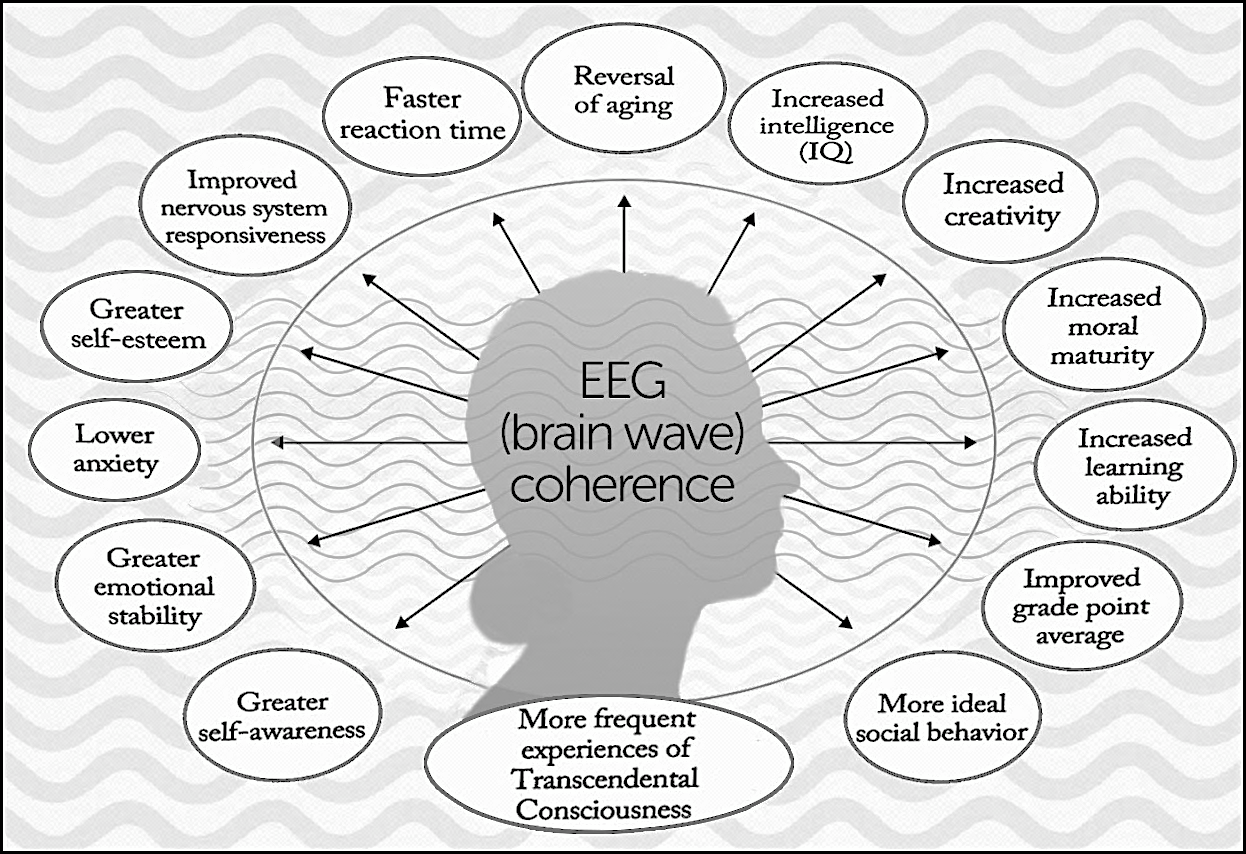 Reversal
of aging
Increased
intelligence
(IQ)
Increased
creativity
Increased
moral
maturity
Increased
learning
ability
Improved
grade point
average
More ideal
social behavior
More frequent
experiences of
Transcendental
Consciousness
Greater
self-awareness
Greater
emotional
stability
Lower
anxiety
Greater
self-esteem
Improved
nervous system
responsiveness
Faster
reaction time
EEG
(brain wave)
coherence